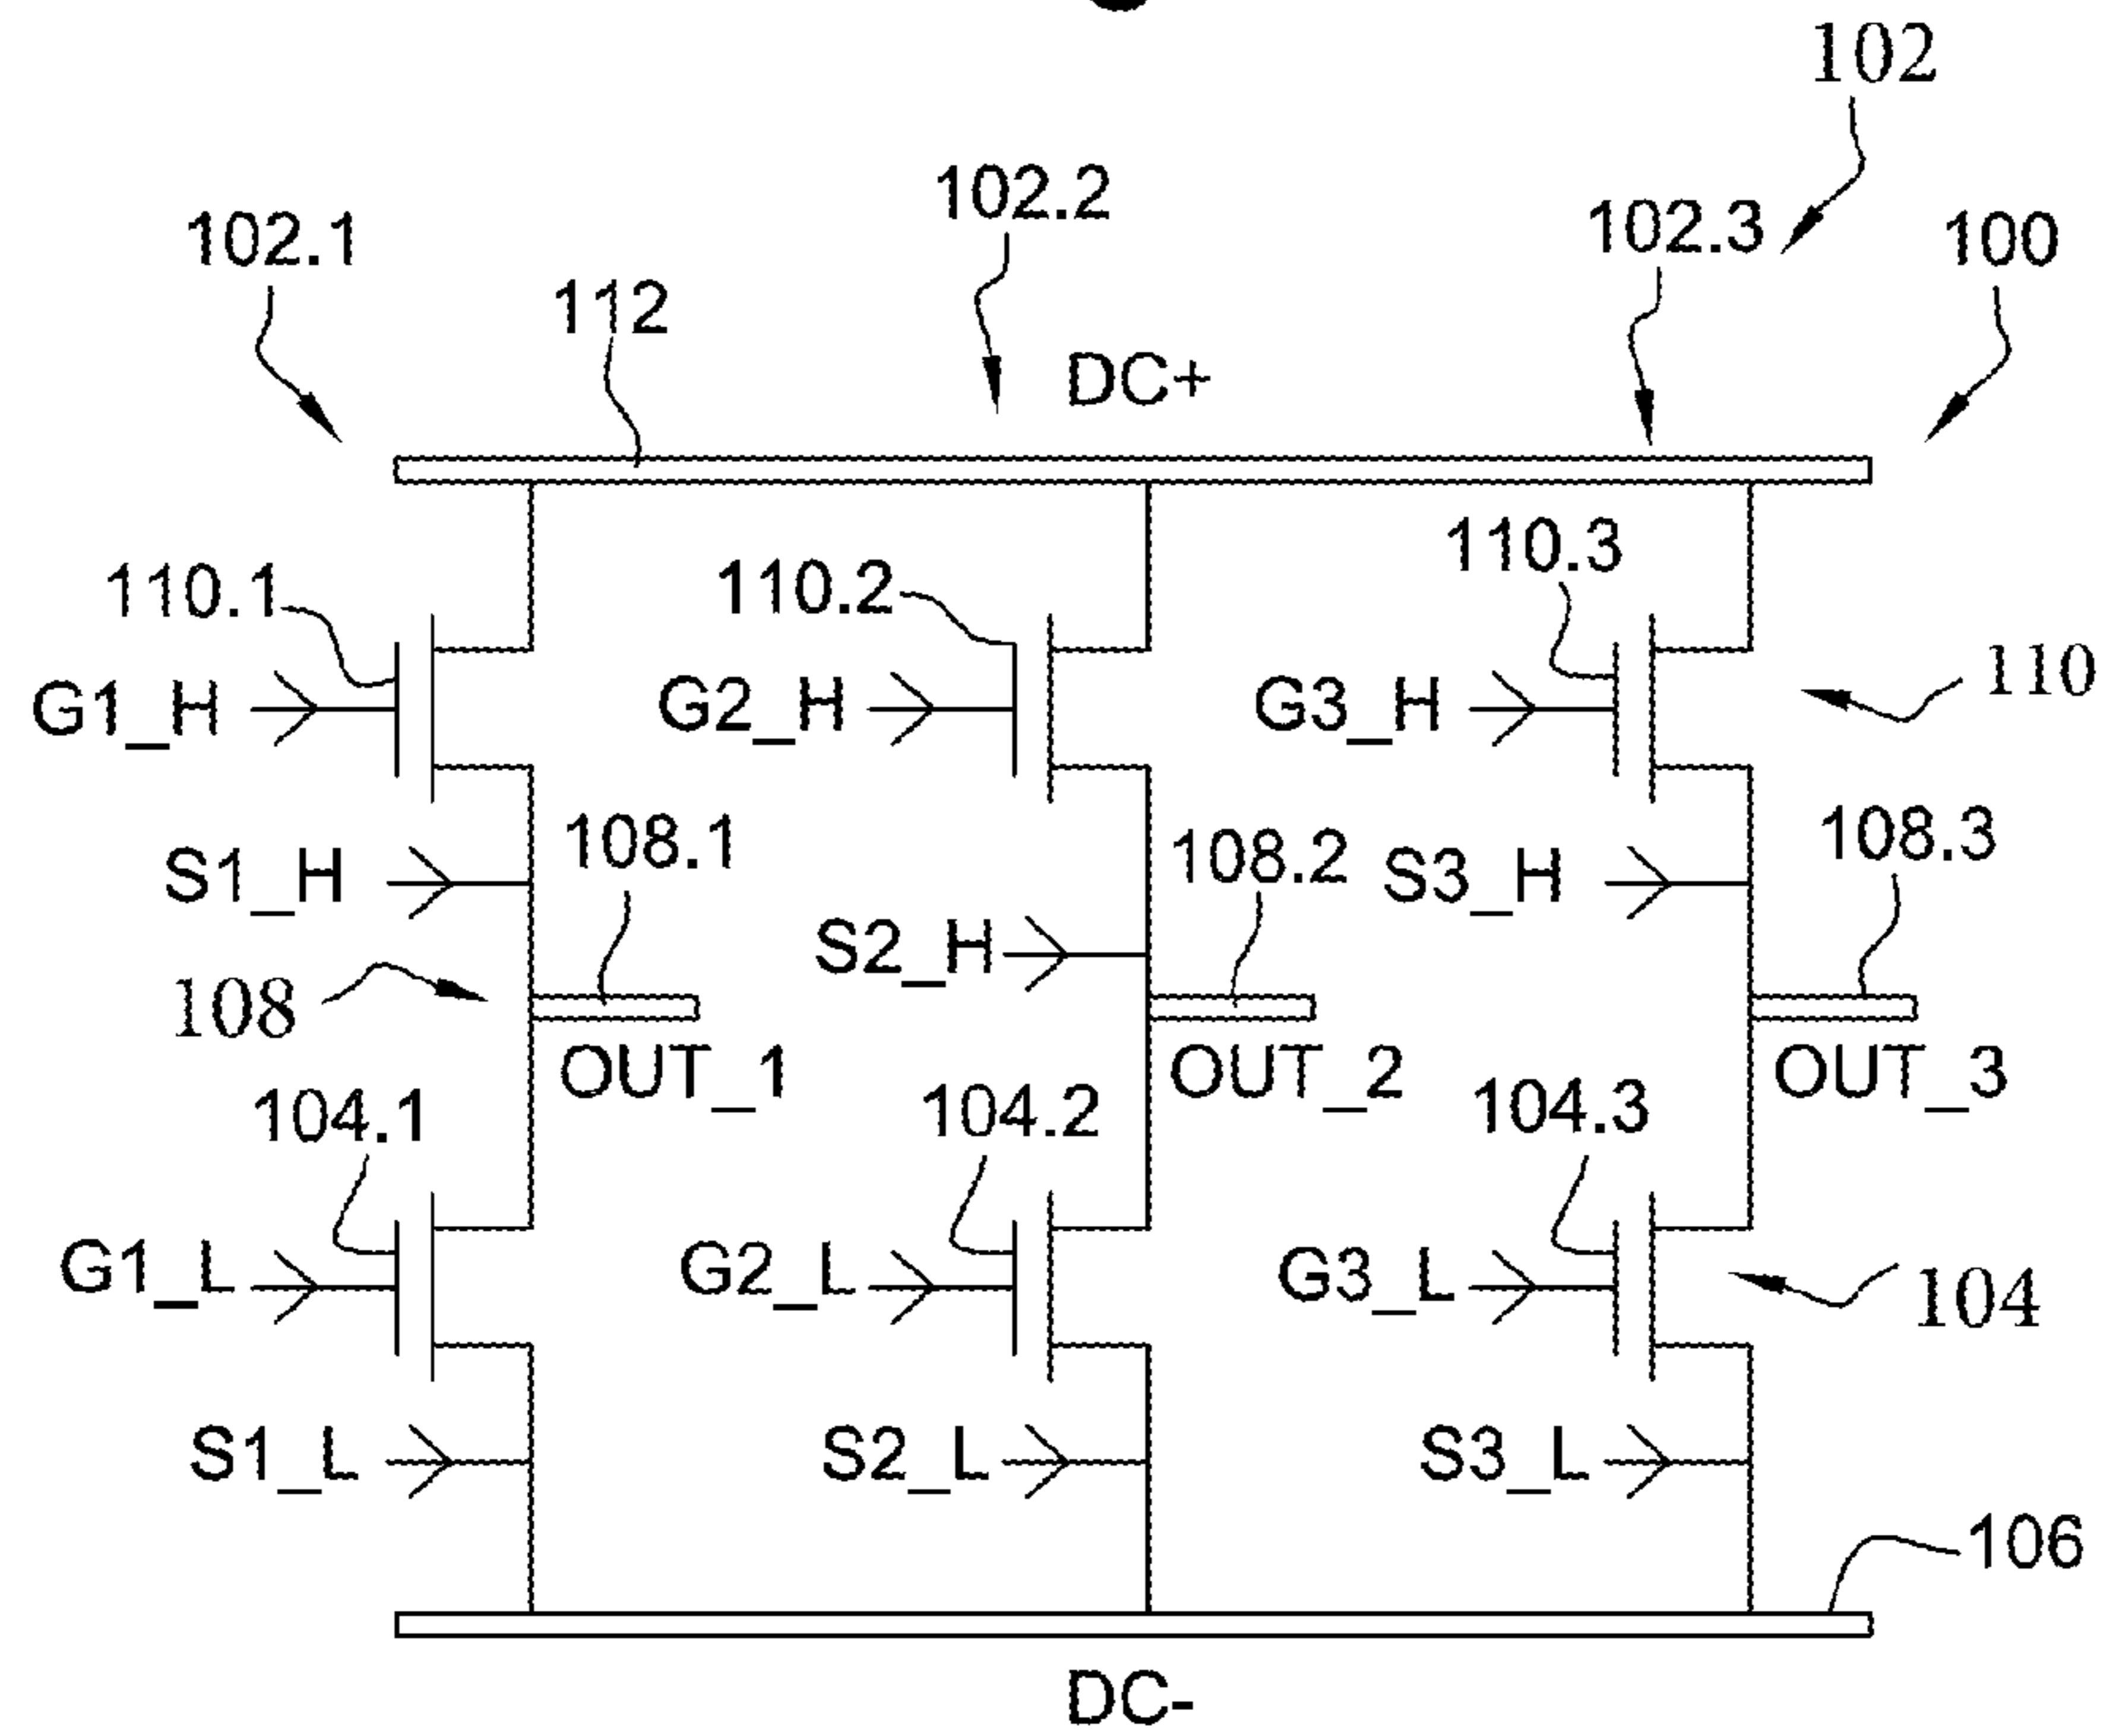 102
102.2
102.3
102.1
100
112
DC+
110.3
110.1
110.2
110
G1_H
G2_H
G3_H
108.1
108.2
108.3
S1_H
S3_H
S2_H
108
OUT_1
OUT_2
OUT_3
104.1
104.2
104.3
G1_L
G2_L
G3_L
104
S1_L
S2_L
S3_L
106
DC-